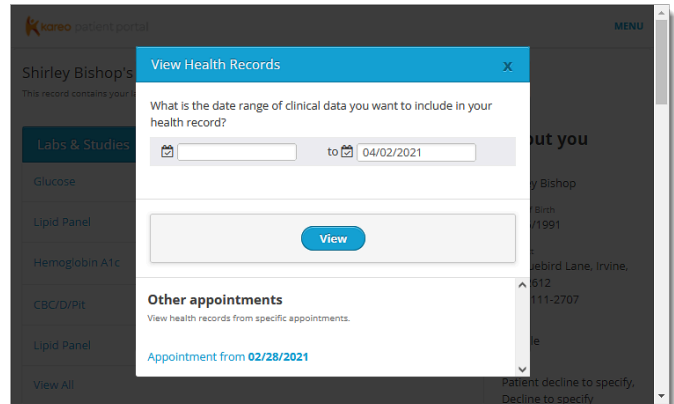 kareo patient portal
MENU
Shirley Bishop's
This record contains your
View Health Records
x
What is the date range of clinical data you want to include in your
health record?
to 04/02/2021
View
Other appointments
View health records from specific appointments.
Appointment from 02/28/2021
Labs & Studies
Glucose
Lipid Panel
Hemoglobin A1c
CBC/D/Plt
Lipid Panel
View All
out you
y Bishop
Birth
/1991
uebird Lane, Irvine,
612
111-2707
le
Patient decline to specify,
Decline to specify